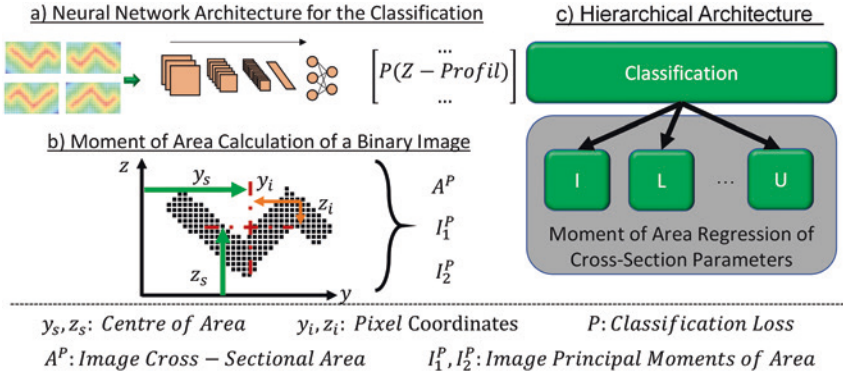 a) Neural Network Architecture for the Classification
...
P(Z − Profil)
...
b) Moment of Area Calculation of a Binary Image
z
y_s
y_i
z_i
z_s
y
A^P
I_1^P
I_2^P
c) Hierarchical Architecture
Classification
I
L
...
U
Moment of Area Regression of
Cross-Section Parameters
y_s, z_s: Centre of Area
y_i, z_i: Pixel Coordinates
P: Classification Loss
A^P: Image Cross − Sectional Area
I_1^P, I_2^P: Image Principal Moments of Area